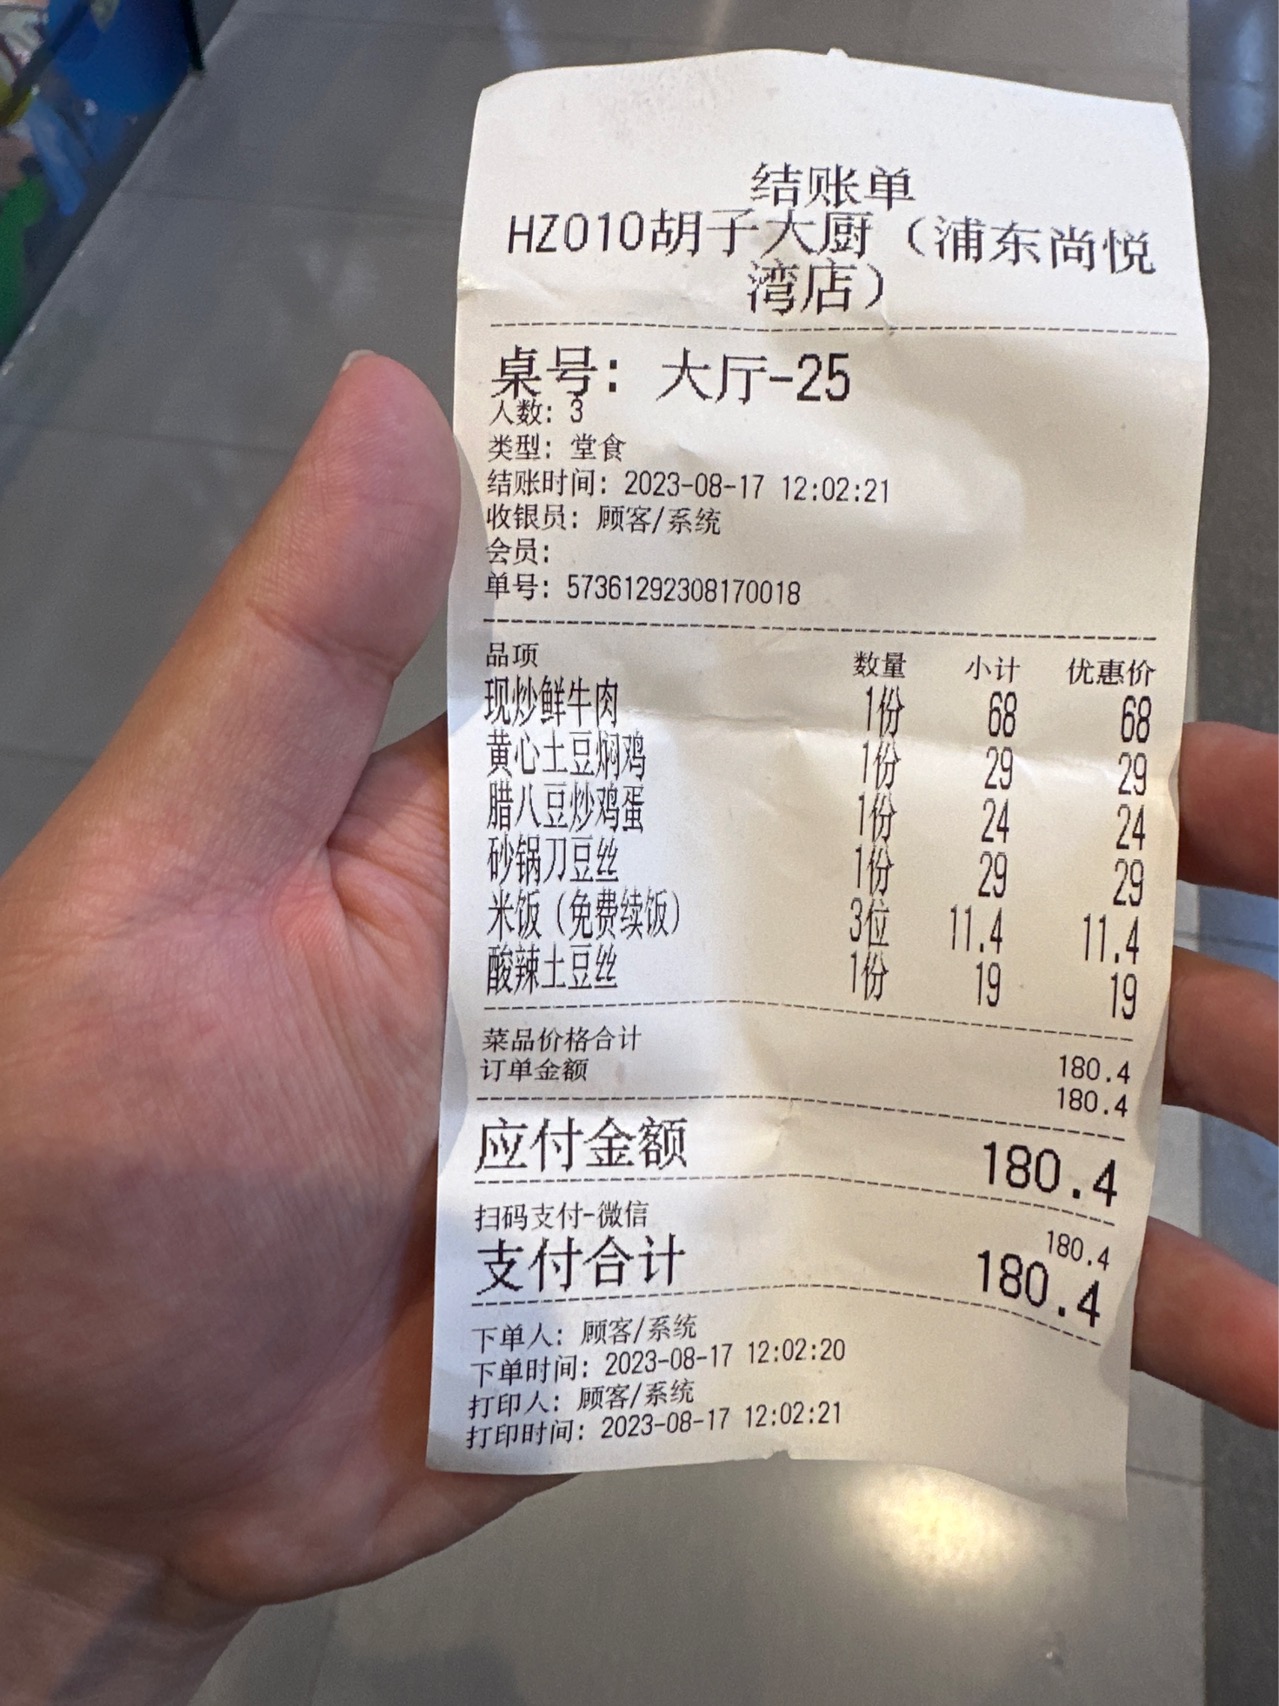 结账单
HZ010胡子大厨（浦东尚悦
湾店）
桌号：大厅-25
人数：3
类型：堂食
结账时间：2023-08-17 12:02:21
收银员：顾客/系统
会员：
单号：57361292308170018
品项 数量 小计 优惠价
现炒鲜牛肉 1份 68 68
黄心土豆焖鸡 1份 29 29
腊八豆炒鸡蛋 1份 24 24
砂锅刀豆丝 1份 29 29
米饭（免费续饭） 3位 11.4 11.4
酸辣土豆丝 1份 19 19
菜品价格合计 180.4
订单金额 180.4
应付金额 180.4
扫码支付-微信 180.4
支付合计 180.4
下单人：顾客/系统
下单时间：2023-08-17 12:02:20
打印人：顾客/系统
打印时间：2023-08-17 12:02:21